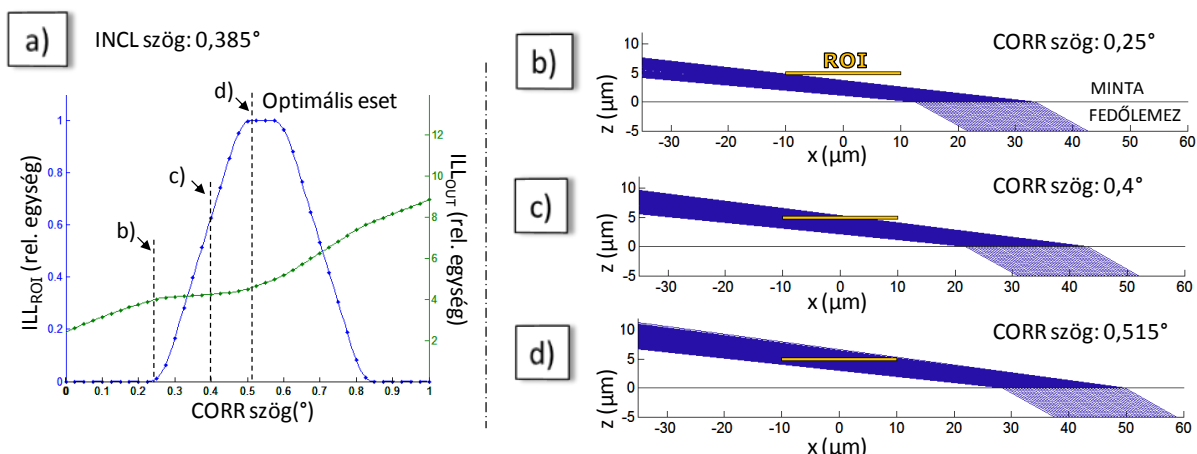 a)
INCL szög: 0,385°
d)
Optimális eset
c)
b)
1
0.8
0.6
0.4
0.2
0
12
10
8
6
4
2
ILL_ROI (rel. egység)
ILL_OUT (rel. egység)
0 0.1 0.2 0.3 0.4 0.5 0.6 0.7 0.8 0.9 1
CORR szög(°)
b)
CORR szög: 0,25°
ROI
MINTA
FEDŐLEMEZ
10
5
0
-5
z (µm)
-30 -20 -10 0 10 20 30 40 50 60
x (µm)
c)
CORR szög: 0,4°
10
5
0
-5
z (µm)
-30 -20 -10 0 10 20 30 40 50 60
x (µm)
d)
CORR szög: 0,515°
10
5
0
-5
z (µm)
-30 -20 -10 0 10 20 30 40 50 60
x (µm)